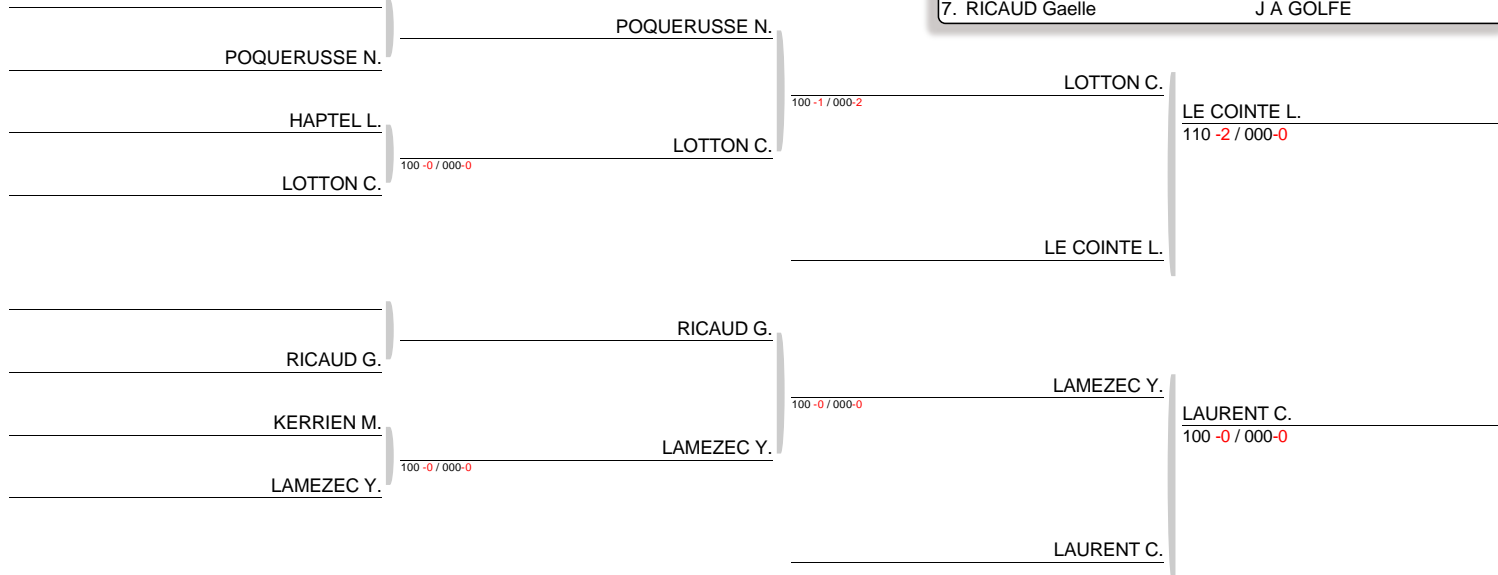 7. RICAUD Gaelle J A GOLFE
POQUERUSSE N.
POQUERUSSE N.
LOTTON C.
100 -1 / 000-2
LE COINTE L.
110 -2 / 000-0
HAPTEL L.
LOTTON C.
100 -0 / 000-0
LOTTON C.
LE COINTE L.
RICAUD G.
RICAUD G.
LAMEZEC Y.
100 -0 / 000-0
LAURENT C.
100 -0 / 000-0
KERRIEN M.
LAMEZEC Y.
100 -0 / 000-0
LAMEZEC Y.
LAURENT C.